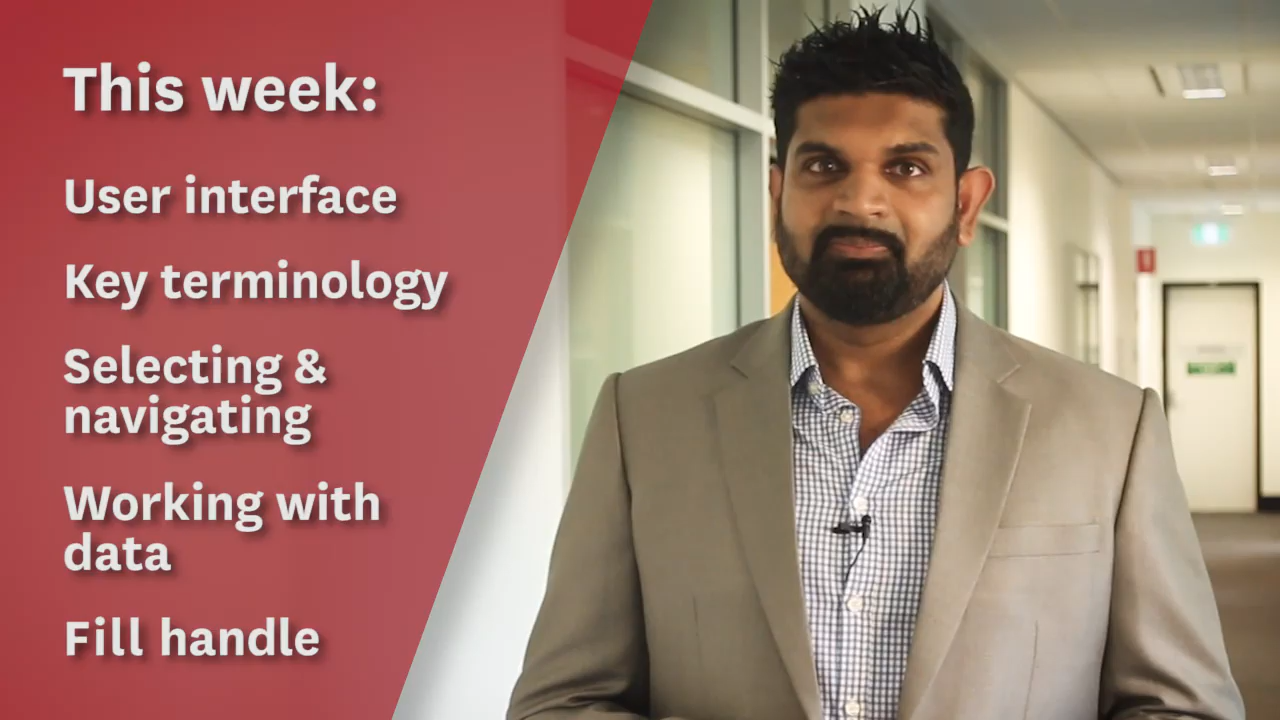 This week:
User interface
Key terminology
Selecting &
navigating
Working with
data
Fill handle